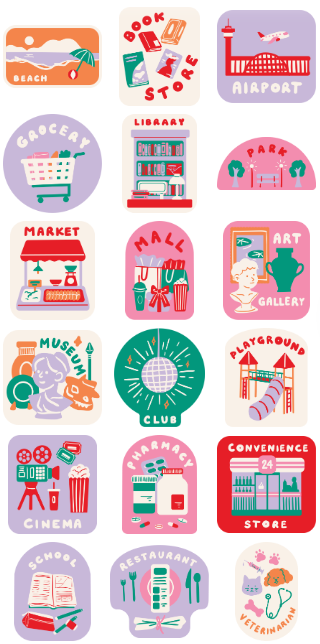 BEACH
BOOK
STORE
AIRPORT
GROCERY
LIBRARY
PARK
MARKET
MALL
ART
GALLERY
MUSEUM
CLUB
PLAYGROUND
CINEMA
PHARMACY
CONVENIENCE
24
STORE
SCHOOL
RESTAURANT
VETERINARIAN